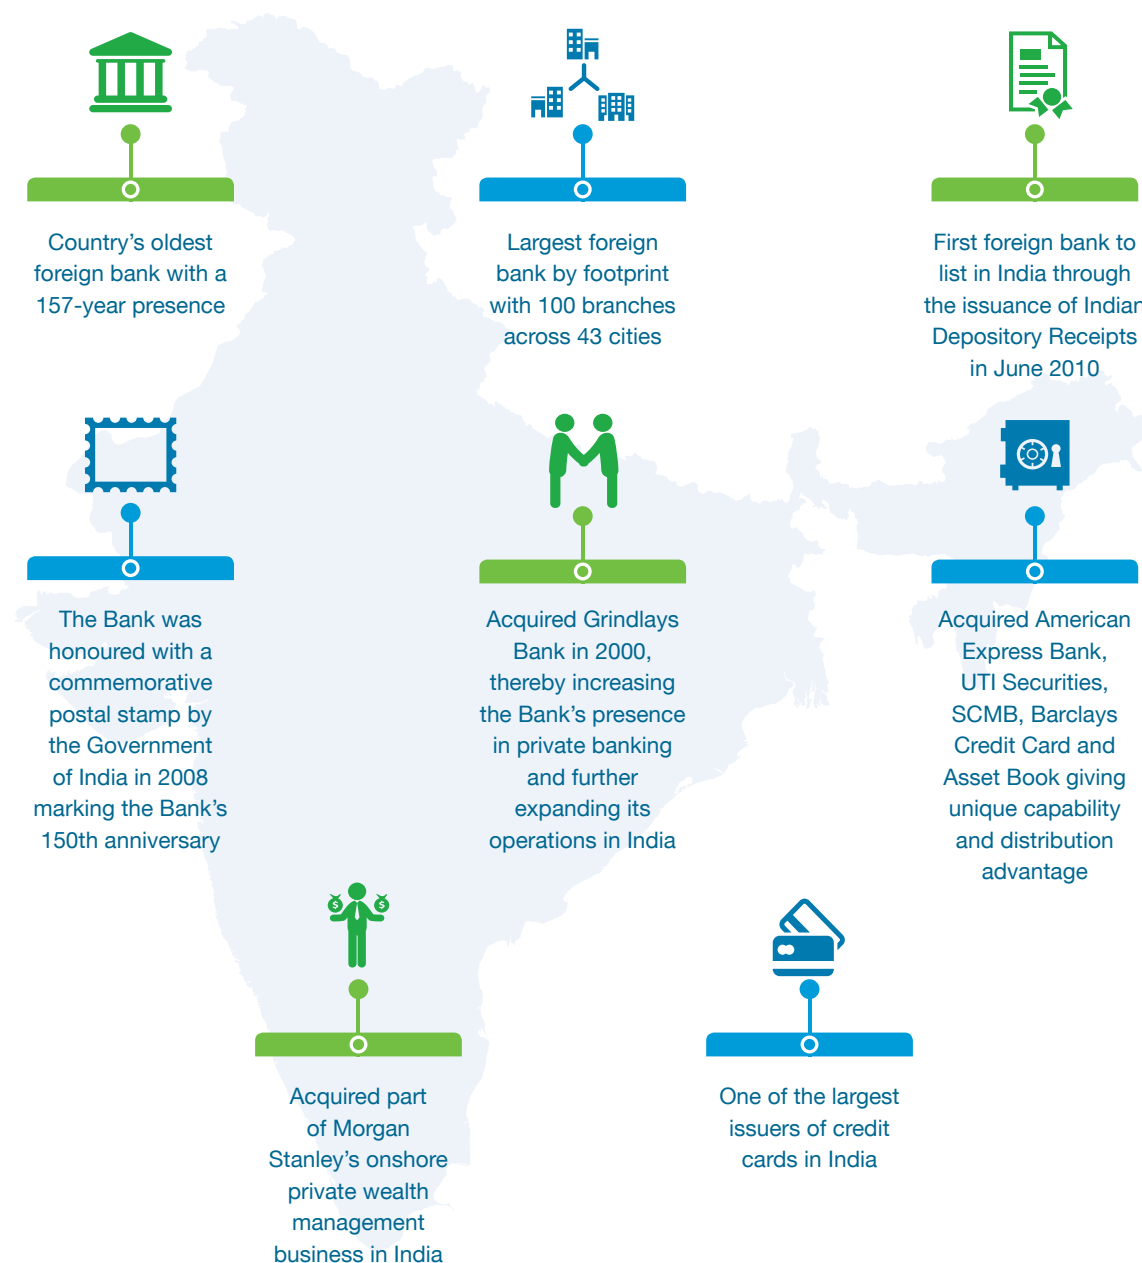 Country's oldest
foreign bank with a
157-year presence
Largest foreign
bank by footprint
with 100 branches
across 43 cities
First foreign bank to
list in India through
the issuance of Indian
Depository Receipts
in June 2010
The Bank was
honoured with a
commemorative
postal stamp by
the Government
of India in 2008
marking the Bank's
150th anniversary
Acquired Grindlays
Bank in 2000,
thereby increasing
the Bank's presence
in private banking
and further
expanding its
operations in India
Acquired American
Express Bank,
UTI Securities,
SCMB, Barclays
Credit Card and
Asset Book giving
unique capability
and distribution
advantage
$ $
Acquired part
of Morgan
Stanley's onshore
private wealth
management
business in India
One of the largest
issuers of credit
cards in India